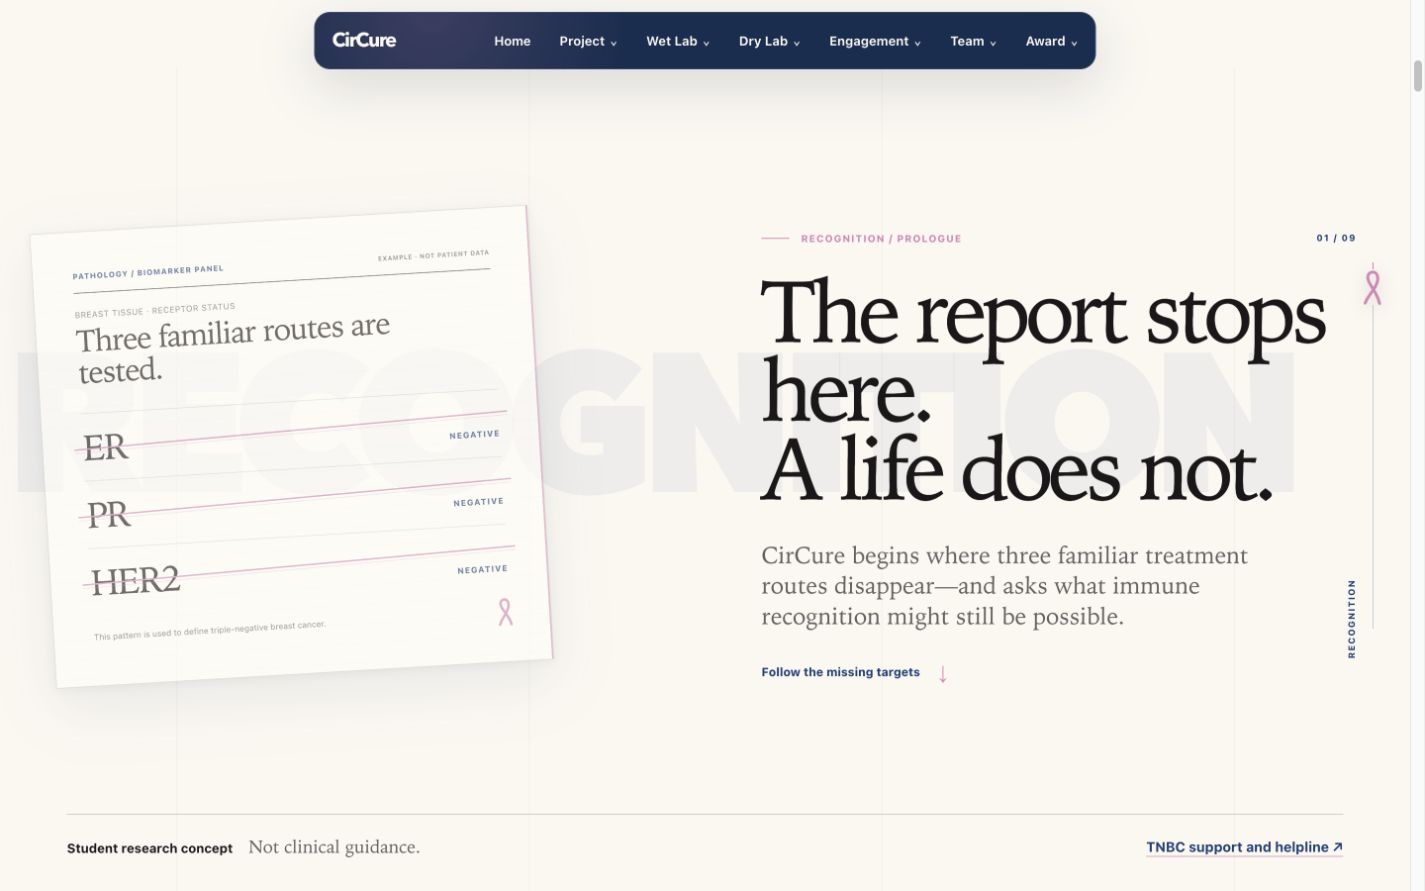 CirCure
Home
Project
Wet Lab
Dry Lab
Engagement
Team
Award
PATHOLOGY / BIOMARKER PANEL
EXAMPLE · NOT PATIENT DATA
BREAST TISSUE · RECEPTOR STATUS
Three familiar routes are
tested.
ER
NEGATIVE
PR
NEGATIVE
HER2
NEGATIVE
This pattern is used to define triple-negative breast cancer.
RECOGNITION
RECOGNITION / PROLOGUE
01 / 09
The report stops
here.
A life does not.
CirCure begins where three familiar treatment
routes disappear—and asks what immune
recognition might still be possible.
Follow the missing targets ↓
RECOGNITION
Student research concept
Not clinical guidance.
TNBC support and helpline ↗